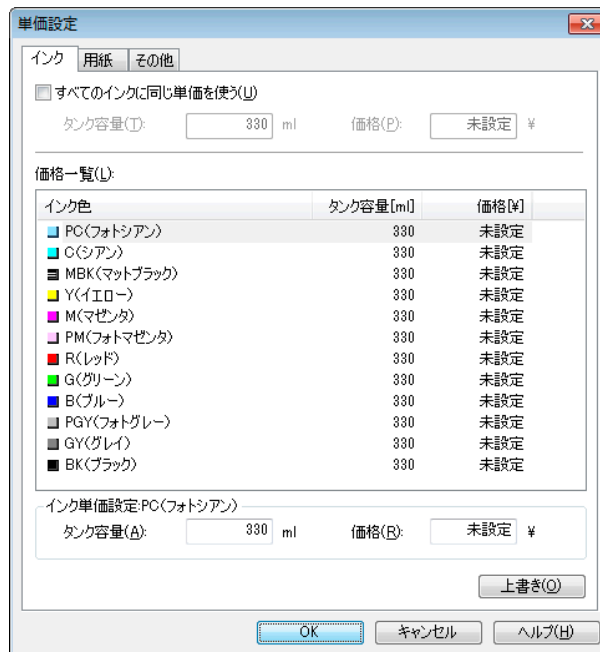 単価設定
インク 用紙 その他
すべてのインクに同じ単価を使う(U)
タンク容量(T): 330 ml 価格(P): 未設定 ¥
価格一覧(L):
インク色 タンク容量[ml] 価格[¥]
PC(フォトシアン) 330 未設定
C(シアン) 330 未設定
MBK(マットブラック) 330 未設定
Y(イエロー) 330 未設定
M(マゼンタ) 330 未設定
PM(フォトマゼンタ) 330 未設定
R(レッド) 330 未設定
G(グリーン) 330 未設定
B(ブルー) 330 未設定
PGY(フォトグレー) 330 未設定
GY(グレイ) 330 未設定
BK(ブラック) 330 未設定
インク単価設定:PC(フォトシアン)
タンク容量(A): 330 ml 価格(R): 未設定 ¥
上書き(O)
OK キャンセル ヘルプ(H)